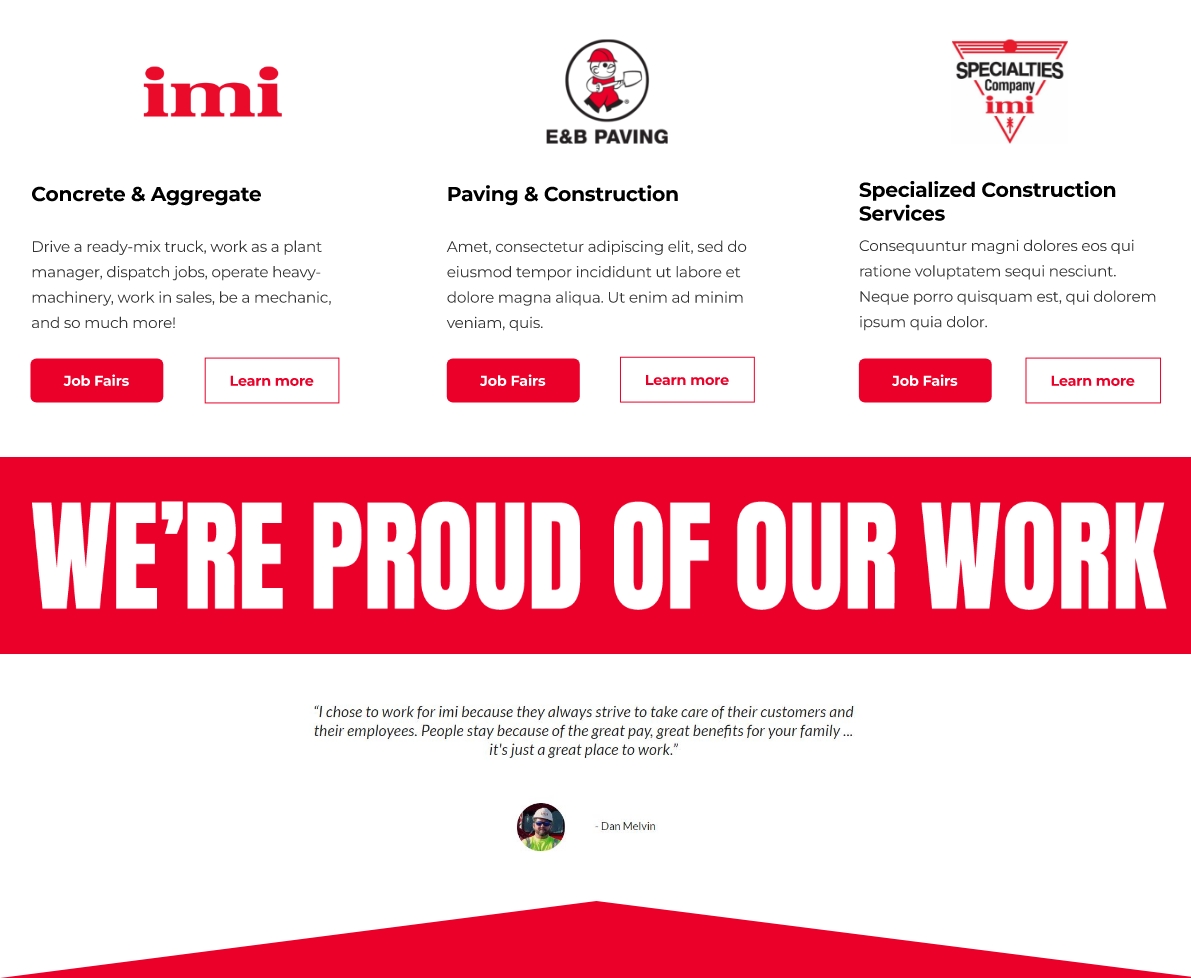 imi
E&B PAVING
SPECIALTIES
Company
imi
Concrete & Aggregate
Drive a ready-mix truck, work as a plant
manager, dispatch jobs, operate heavy-
machinery, work in sales, be a mechanic,
and so much more!
Job Fairs
Learn more
Paving & Construction
Amet, consectetur adipiscing elit, sed do
eiusmod tempor incididunt ut labore et
dolore magna aliqua. Ut enim ad minim
veniam, quis.
Job Fairs
Learn more
Specialized Construction
Services
Consequuntur magni dolores eos qui
ratione voluptatem sequi nesciunt.
Neque porro quisquam est, qui dolorem
ipsum quia dolor.
Job Fairs
Learn more
WE’RE PROUD OF OUR WORK
“I chose to work for imi because they always strive to take care of their customers and
their employees. People stay because of the great pay, great benefits for your family ...
it's just a great place to work.”
- Dan Melvin